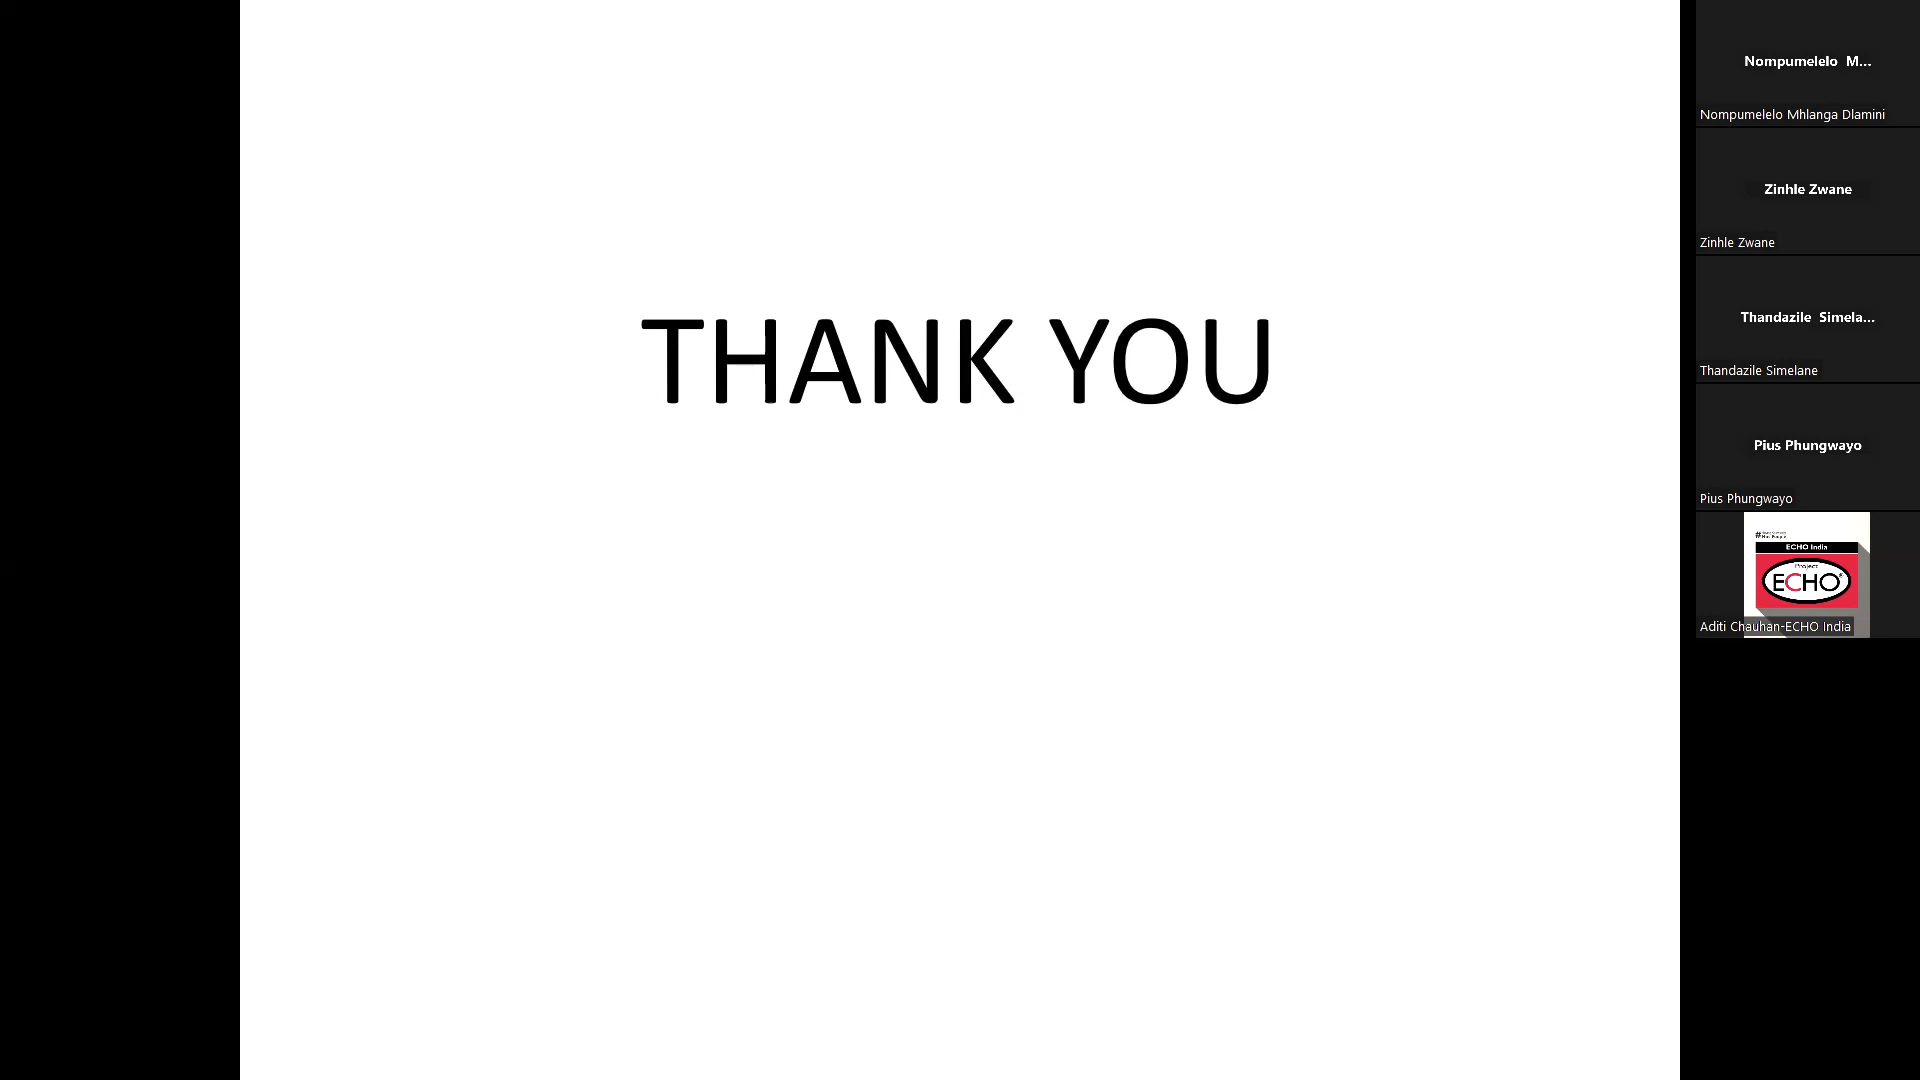 THANK YOU
Nompumelelo M...
Nompumelelo Mhlanga Dlamini
Zinhle Zwane
Zinhle Zwane
Thandazile Simela...
Thandazile Simelane
Pius Phungwayo
Pius Phungwayo
ECHO India
Project
ECHO®
Aditi Chauhan-ECHO India